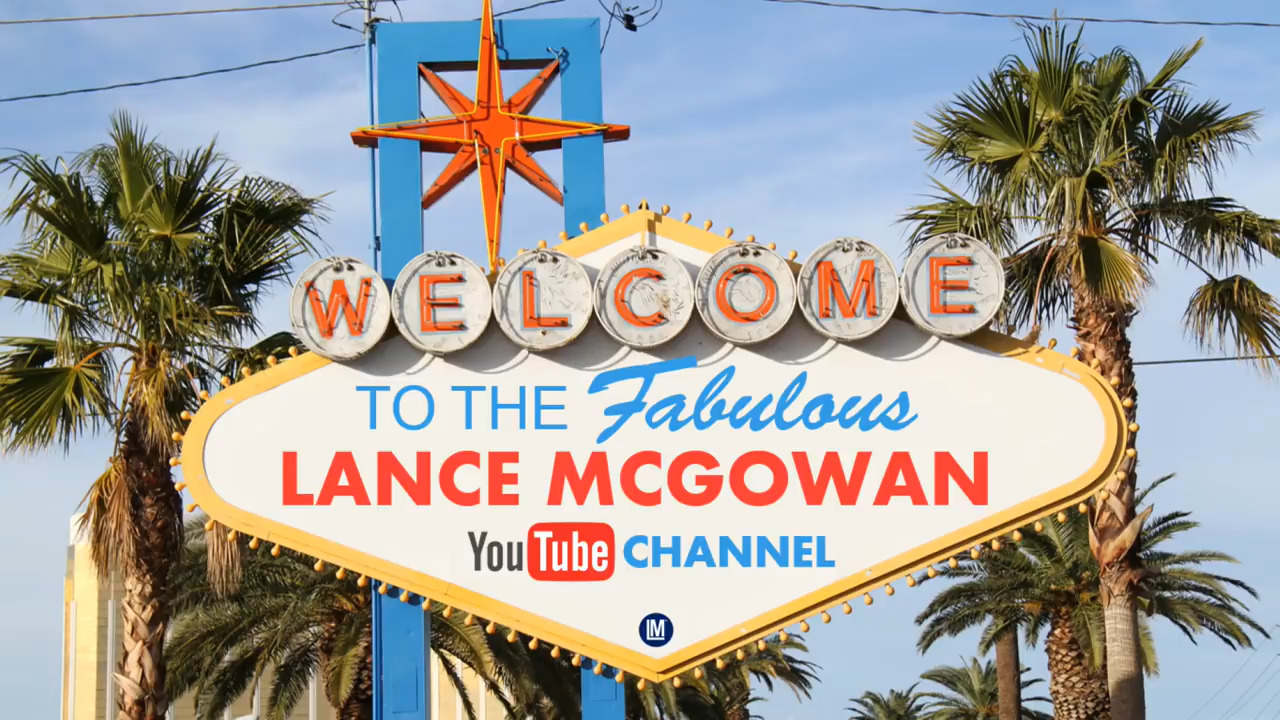 WELCOME
TO THE Fabulous
LANCE MCGOWAN
YouTube CHANNEL
LM